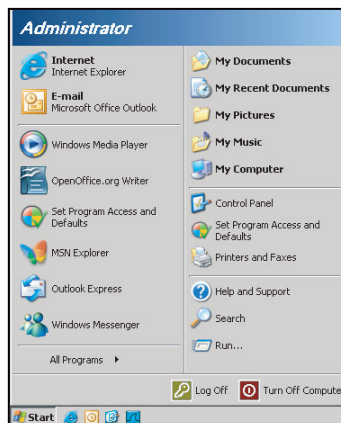 Administrator
Internet
Internet Explorer
E-mail
Microsoft Office Outlook
Windows Media Player
OpenOffice.org Writer
Set Program Access and
Defaults
MSN Explorer
Outlook Express
Windows Messenger
All Programs
My Documents
My Recent Documents
My Pictures
My Music
My Computer
Control Panel
Set Program Access and
Defaults
Printers and Faxes
Help and Support
Search
Run...
Log Off
Turn Off Compute
Start